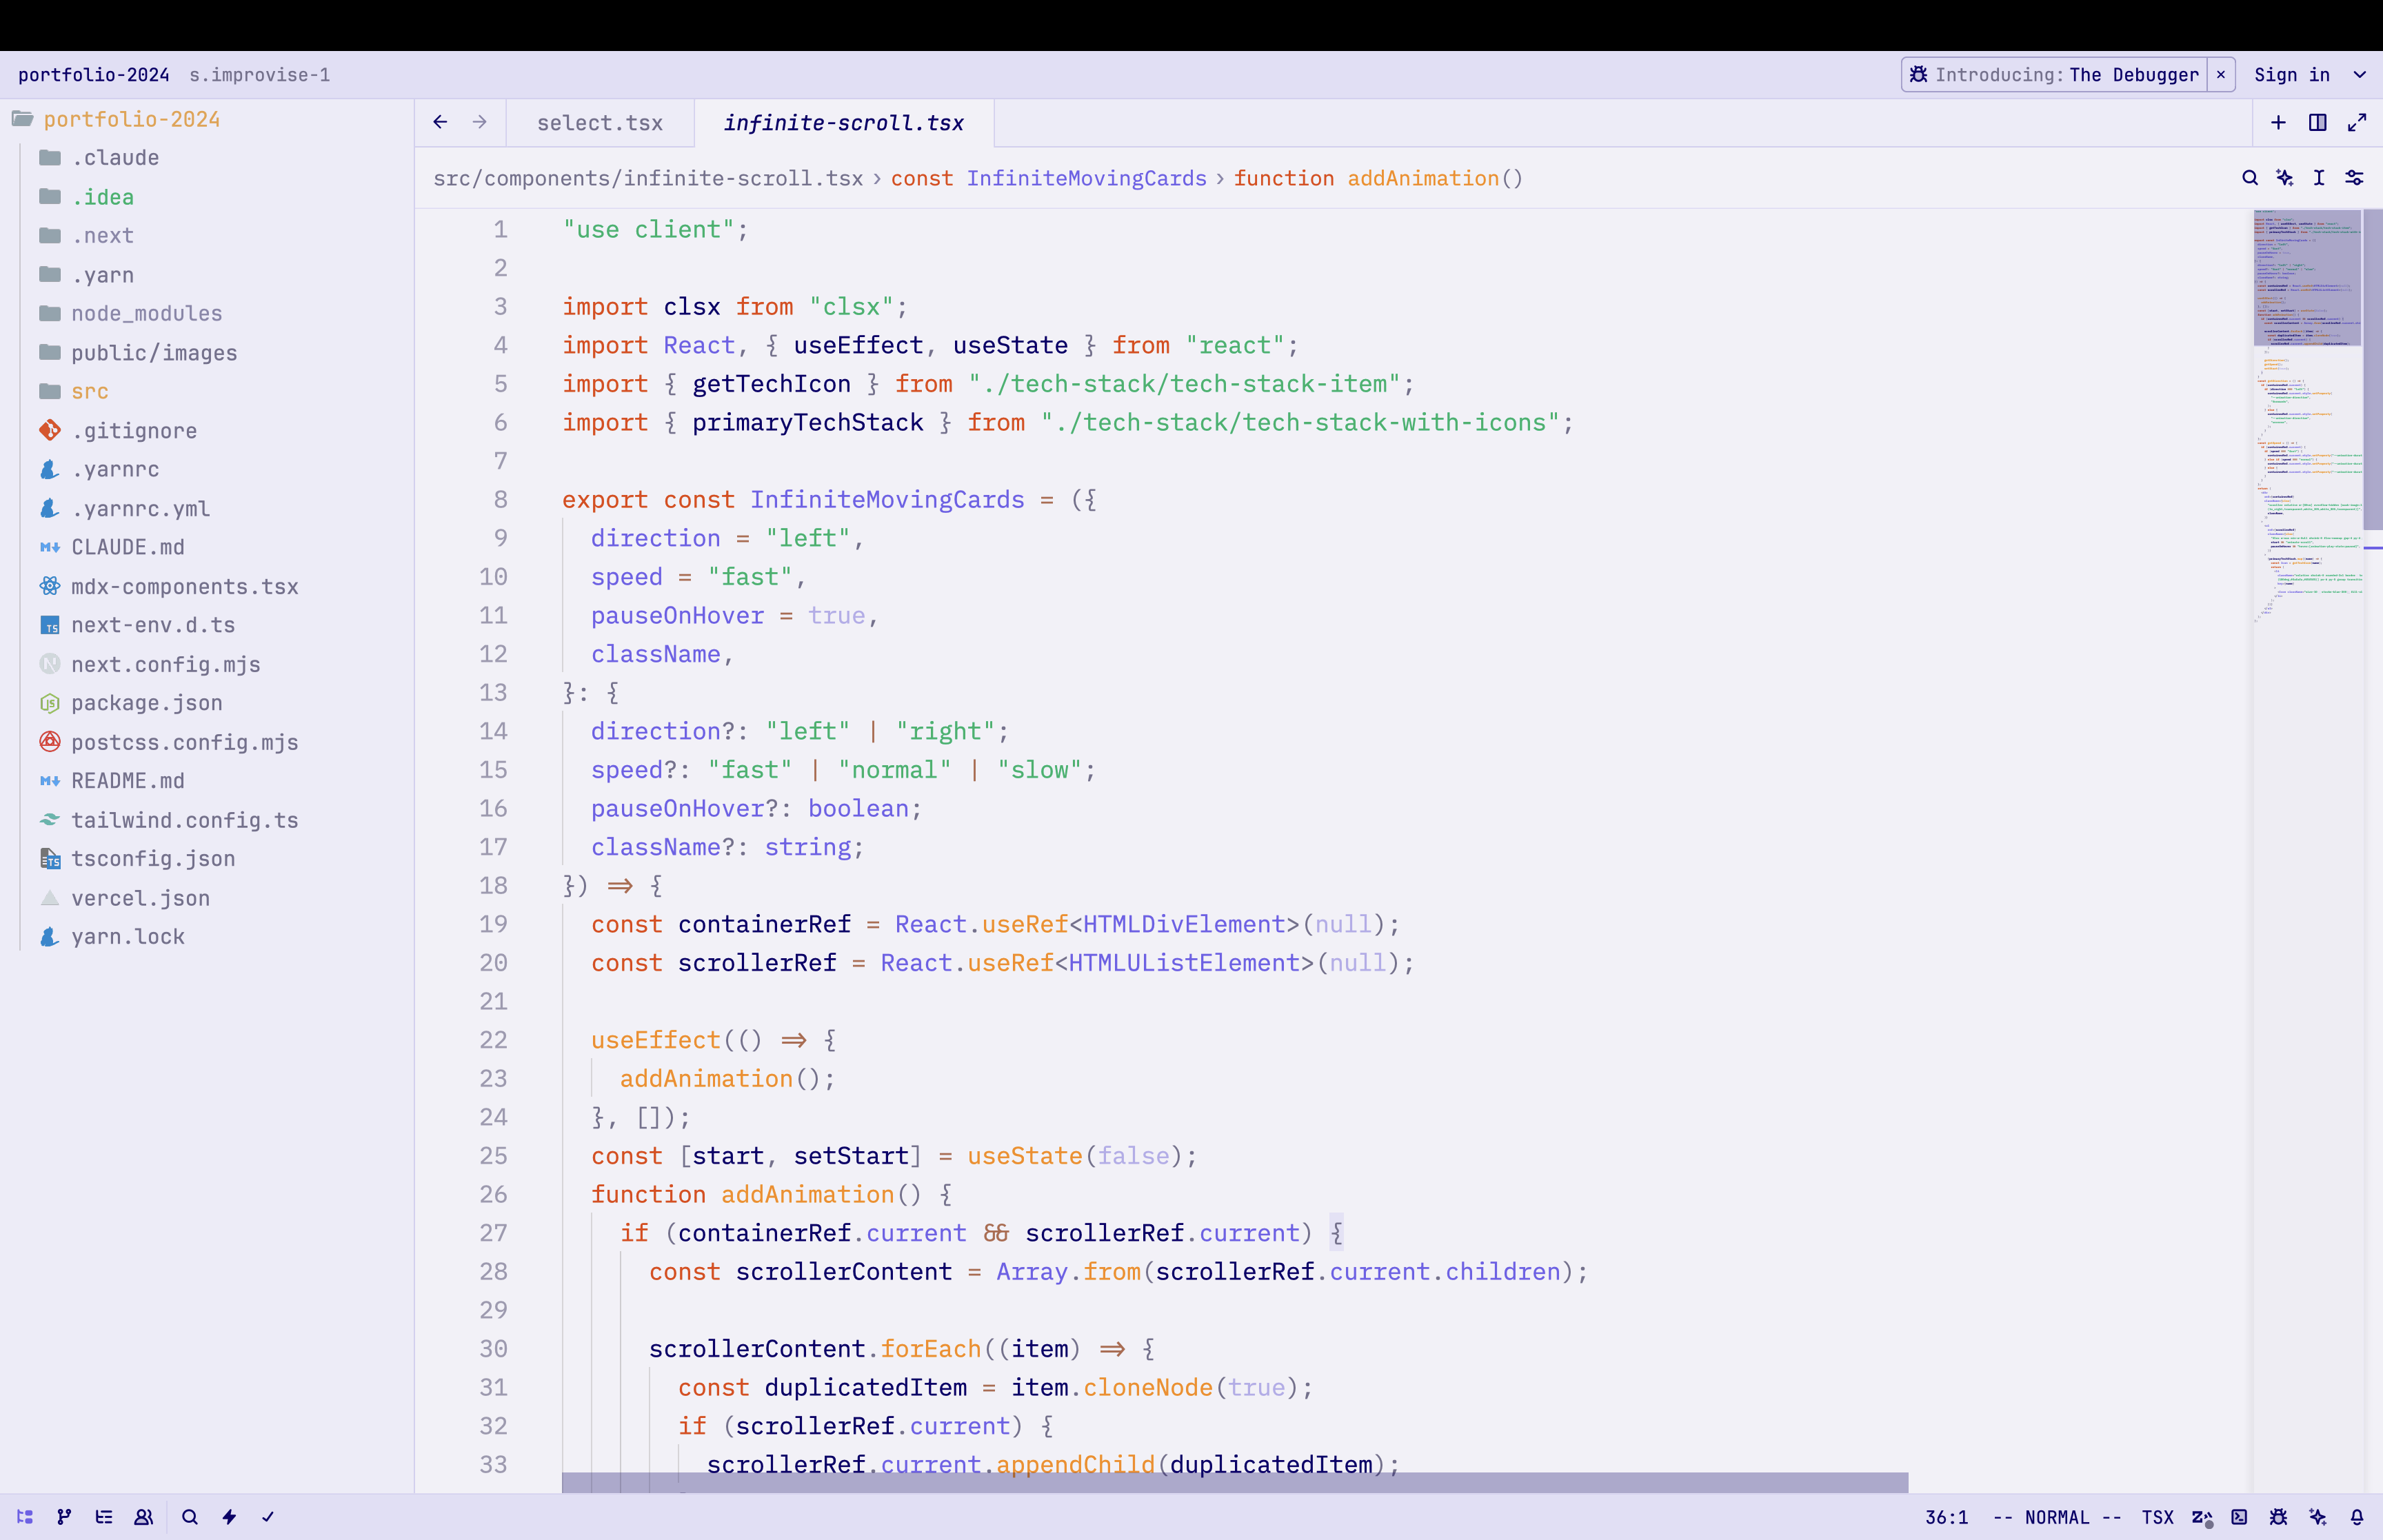 portfolio-2024 s.improvise-1 Introducing: The Debugger × Sign in
portfolio-2024
.claude
.idea
.next
.yarn
node_modules
public/images
src
.gitignore
.yarnrc
.yarnrc.yml
CLAUDE.md
mdx-components.tsx
next-env.d.ts
next.config.mjs
package.json
postcss.config.mjs
README.md
tailwind.config.ts
tsconfig.json
vercel.json
yarn.lock
select.tsx infinite-scroll.tsx
src/components/infinite-scroll.tsx › const InfiniteMovingCards › function addAnimation()
1 "use client";
2
3 import clsx from "clsx";
4 import React, { useEffect, useState } from "react";
5 import { getTechIcon } from "./tech-stack/tech-stack-item";
6 import { primaryTechStack } from "./tech-stack/tech-stack-with-icons";
7
8 export const InfiniteMovingCards = ({
9 direction = "left",
10 speed = "fast",
11 pauseOnHover = true,
12 className,
13 }: {
14 direction?: "left" | "right";
15 speed?: "fast" | "normal" | "slow";
16 pauseOnHover?: boolean;
17 className?: string;
18 }) => {
19 const containerRef = React.useRef<HTMLDivElement>(null);
20 const scrollerRef = React.useRef<HTMLUListElement>(null);
21
22 useEffect(() => {
23 addAnimation();
24 }, []);
25 const [start, setStart] = useState(false);
26 function addAnimation() {
27 if (containerRef.current && scrollerRef.current) {
28 const scrollerContent = Array.from(scrollerRef.current.children);
29
30 scrollerContent.forEach((item) => {
31 const duplicatedItem = item.cloneNode(true);
32 if (scrollerRef.current) {
33 scrollerRef.current.appendChild(duplicatedItem);
36:1 -- NORMAL -- TSX